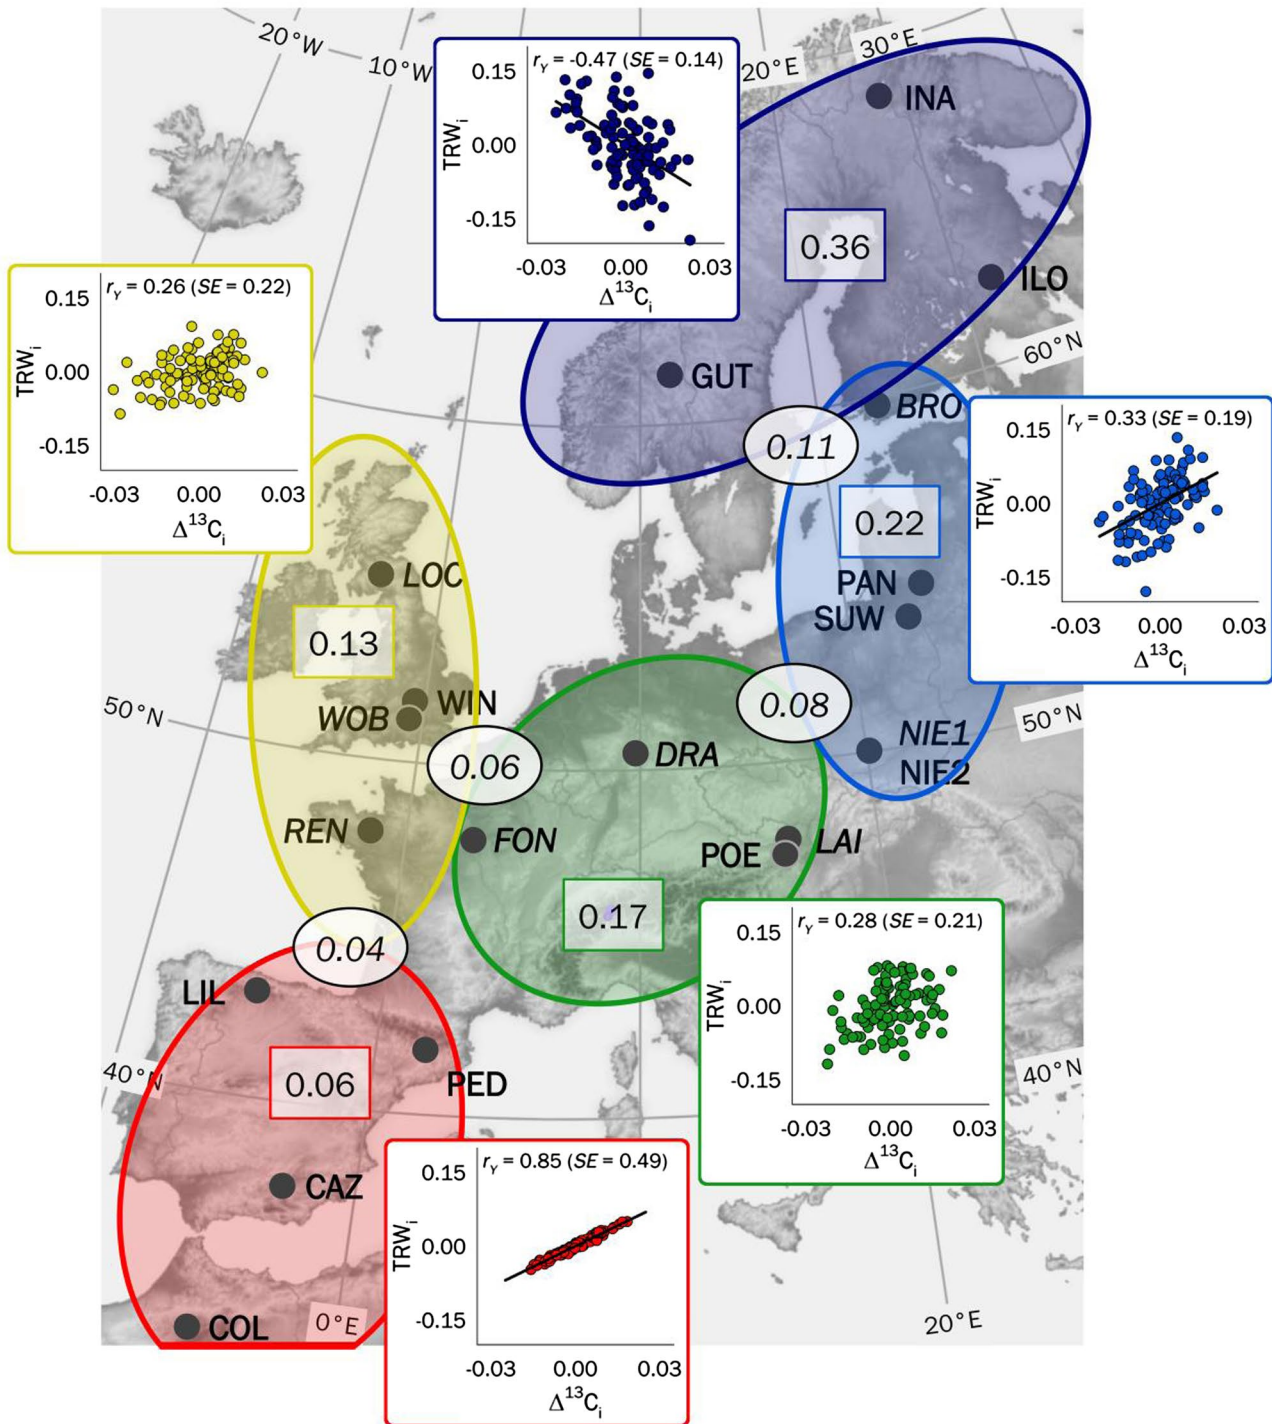 20°W
10°W
20°E
30°E
r_Y = -0.47 (SE = 0.14)
0.15
0.00
-0.15
TRW_i
-0.03 0.00 0.03
Δ¹³C_i
INA
0.36
ILO
GUT
60°N
r_Y = 0.26 (SE = 0.22)
0.15
0.00
-0.15
TRW_i
-0.03 0.00 0.03
Δ¹³C_i
BRO
0.11
r_Y = 0.33 (SE = 0.19)
0.15
0.00
-0.15
TRW_i
-0.03 0.00 0.03
Δ¹³C_i
0.22
PAN
SUW
LOC
0.13
WIN
WOB
50°N
0.08
50°N
NIE1
NIE2
0.06
DRA
REN
FON
POE
LAI
0.17
0.04
r_Y = 0.28 (SE = 0.21)
0.15
0.00
-0.15
TRW_i
-0.03 0.00 0.03
Δ¹³C_i
LIL
PED
40°N
0.06
40°N
CAZ
r_Y = 0.85 (SE = 0.49)
0.15
0.00
-0.15
TRW_i
-0.03 0.00 0.03
Δ¹³C_i
COL
0°E
20°E